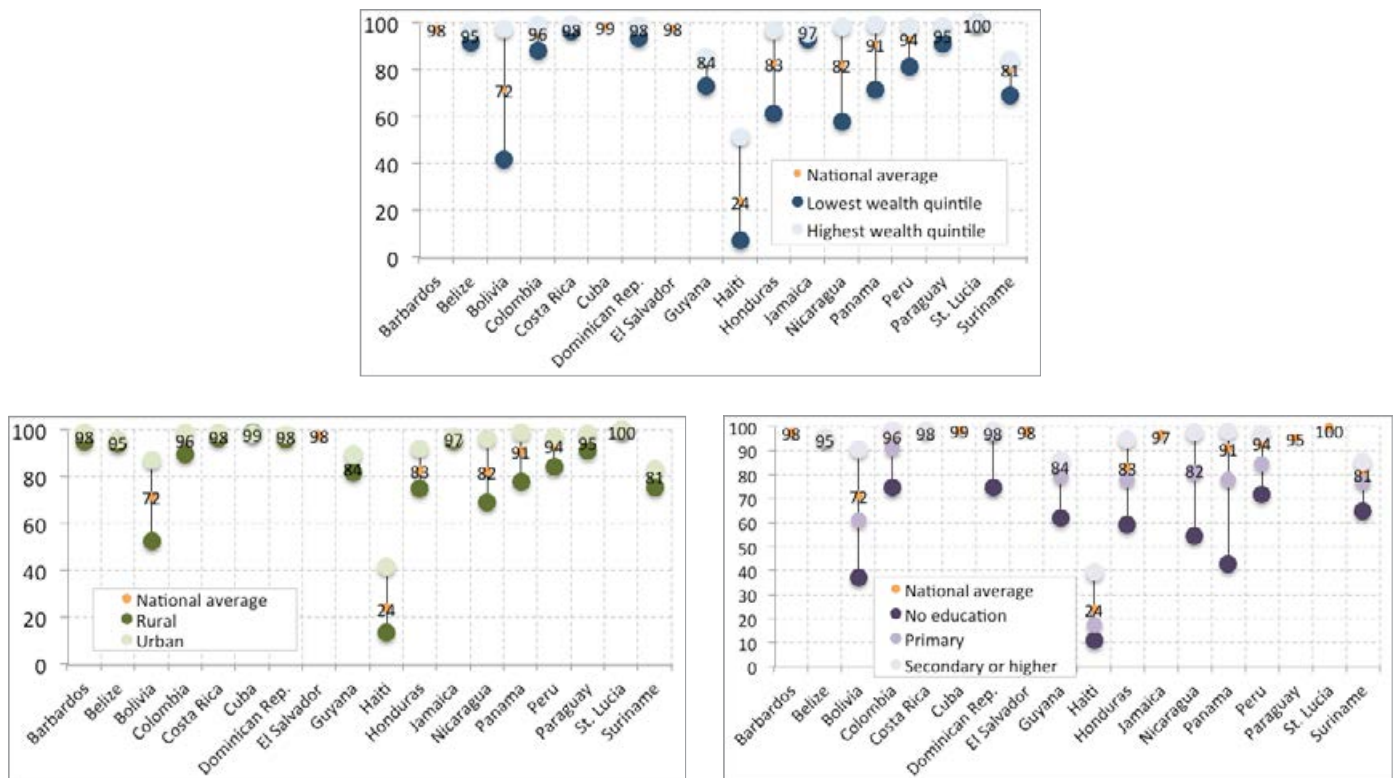 100
80
60
40
20
0
98
95
72
96
98
99
98
98
84
24
83
97
82
91
94
95
100
81
National average
Lowest wealth quintile
Highest wealth quintile
Barbardos
Belize
Bolivia
Colombia
Costa Rica
Cuba
Dominican Rep.
El Salvador
Guyana
Haiti
Honduras
Jamaica
Nicaragua
Panama
Peru
Paraguay
St. Lucia
Suriname
100
80
60
40
20
0
98
95
72
96
98
99
98
98
84
24
83
97
82
91
94
95
100
81
National average
Rural
Urban
Barbardos
Belize
Bolivia
Colombia
Costa Rica
Cuba
Dominican Rep.
El Salvador
Guyana
Haiti
Honduras
Jamaica
Nicaragua
Panama
Peru
Paraguay
St. Lucia
Suriname
100
90
80
70
60
50
40
30
20
10
0
98
95
72
96
98
99
98
98
84
24
83
97
82
91
94
95
100
81
National average
No education
Primary
Secondary or higher
Barbardos
Belize
Bolivia
Colombia
Costa Rica
Cuba
Dominican Rep.
El Salvador
Guyana
Haiti
Honduras
Jamaica
Nicaragua
Panama
Peru
Paraguay
St. Lucia
Suriname